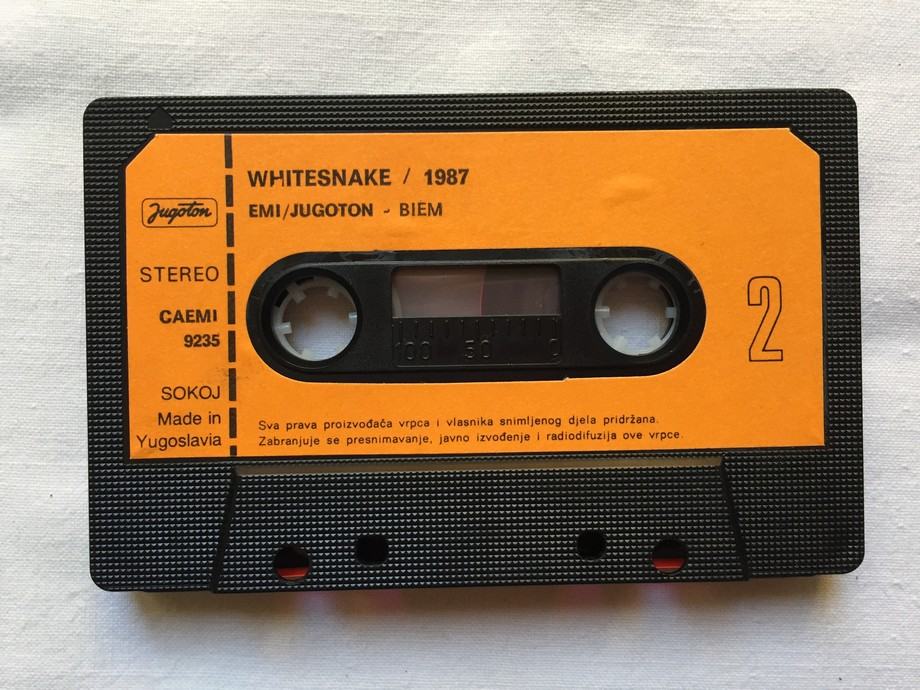 WHITESNAKE / 1987
EMI/JUGOTON - BIEM
Jugoton
STEREO
CAEMI
9235
SOKOJ
Made in
Yugoslavia
100 50 0
2
Sva prava proizvođača vrpca i vlasnika snimljenog djela pridržana.
Zabranjuje se presnimavanje, javno izvođenje i radiodifuzija ove vrpce.